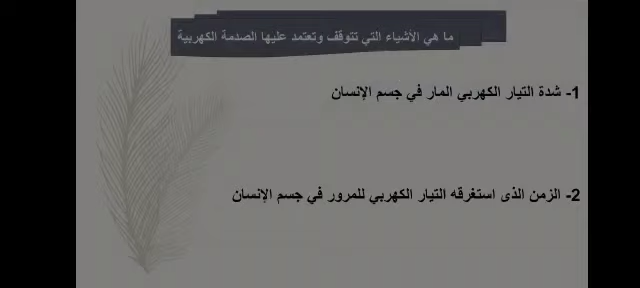 ما هي الأشياء التي تتوقف وتعتمد عليها الصدمة الكهربية
1- شدة التيار الكهربي المار في جسم الإنسان
2- الزمن الذى استغرقه التيار الكهربي للمرور في جسم الإنسان